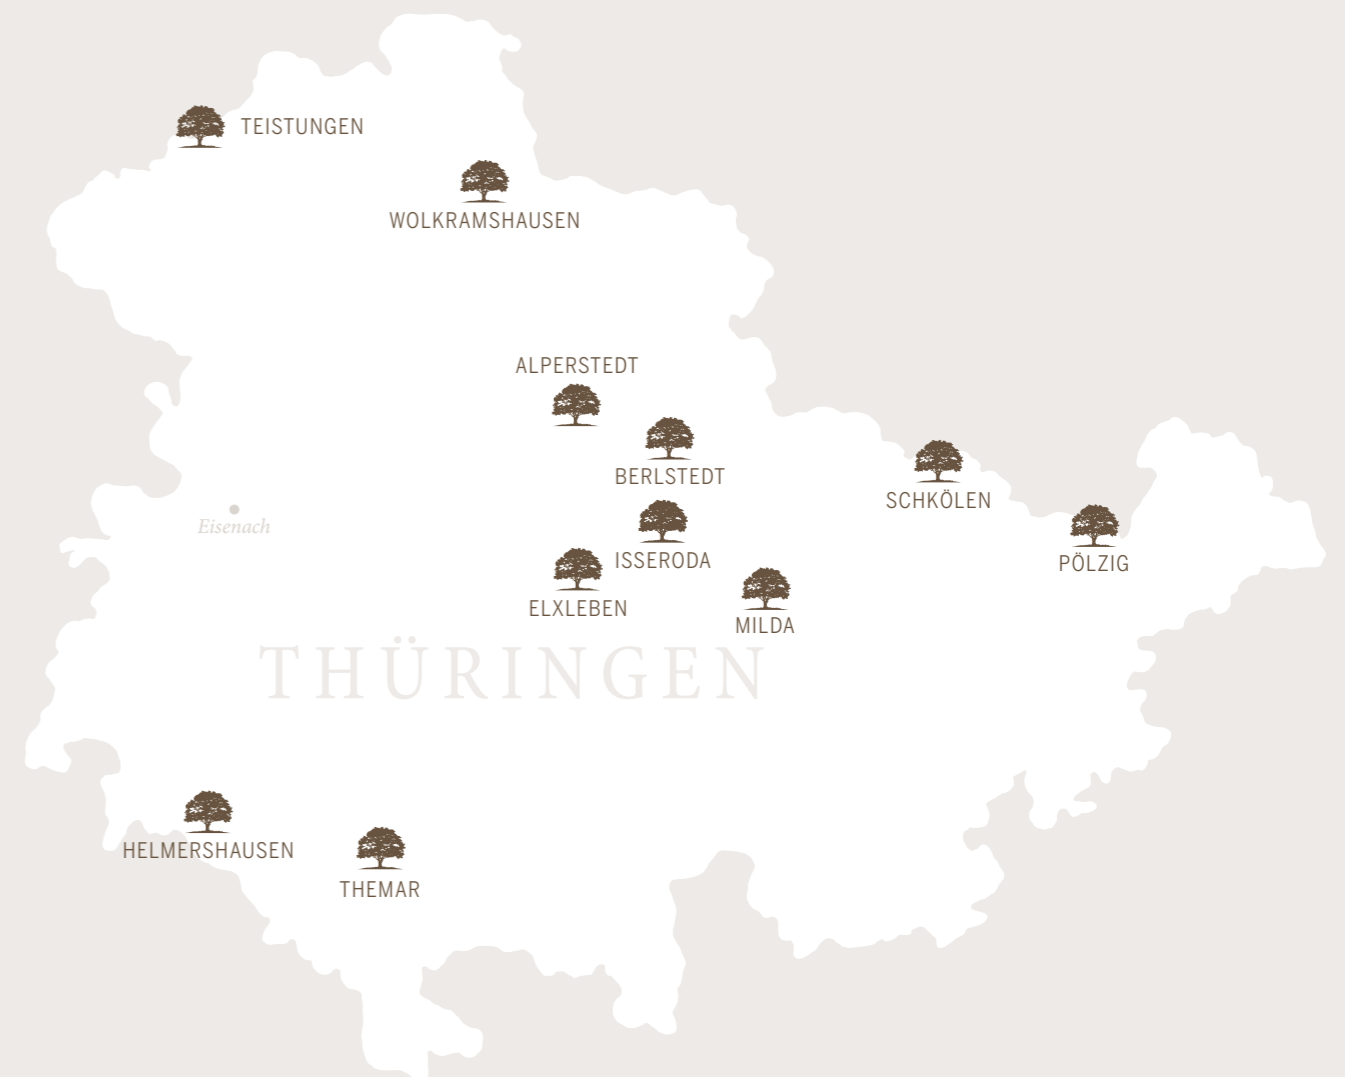 TEISTUNGEN
WOLKRAMSHAUSEN
ALPERSTEDT
BERLSTEDT
SCHKÖLEN
Eisenach
PÖLZIG
ISSERODA
ELXLEBEN
MILDA
THÜRINGEN
HELMERSHAUSEN
THEMAR